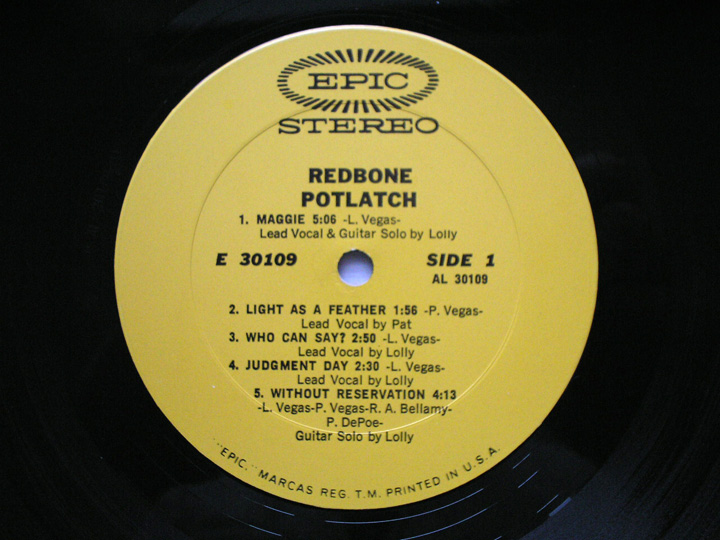 EPIC
STEREO
REDBONE
POTLATCH
1. MAGGIE 5:06 -L. Vegas-
Lead Vocal & Guitar Solo by Lolly
E 30109
SIDE 1
AL 30109
2. LIGHT AS A FEATHER 1:56 -P. Vegas-
Lead Vocal by Pat
3. WHO CAN SAY? 2:50 -L. Vegas-
Lead Vocal by Lolly
4. JUDGMENT DAY 2:30 -L. Vegas-
Lead Vocal by Lolly
5. WITHOUT RESERVATION 4:13
-L. Vegas-P. Vegas-R. A. Bellamy-
P. DePoe-
Guitar Solo by Lolly
"EPIC," MARCAS REG. T.M. PRINTED IN U.S.A.